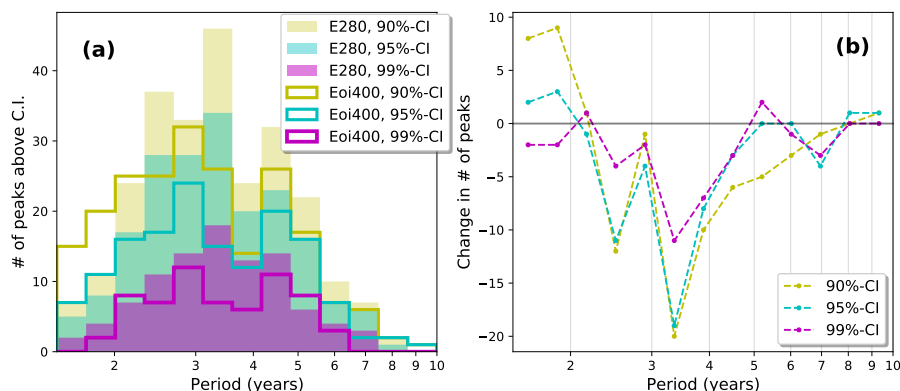 (a)
E280, 90%-CI
E280, 95%-CI
E280, 99%-CI
Eoi400, 90%-CI
Eoi400, 95%-CI
Eoi400, 99%-CI
# of peaks above C.I.
40
30
20
10
0
2 3 4 5 6 7 8 9 10
Period (years)
(b)
Change in # of peaks
10
5
0
−5
−10
−15
−20
90%-CI
95%-CI
99%-CI
2 3 4 5 6 7 8 9 10
Period (years)